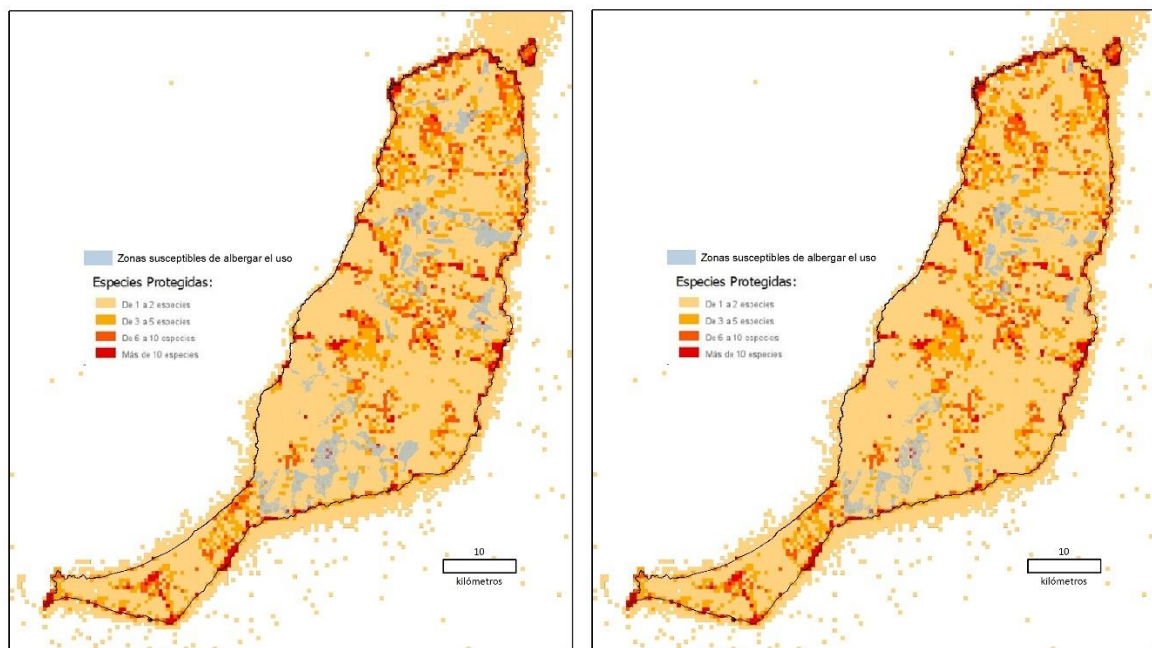 Zonas susceptibles de albergar el uso
Especies Protegidas:
De 1 a 2 especies
De 3 a 5 especies
De 6 a 10 especies
Más de 10 especies
10
kilómetros
Zonas susceptibles de albergar el uso
Especies Protegidas:
De 1 a 2 especies
De 3 a 5 especies
De 6 a 10 especies
Más de 10 especies
10
kilómetros